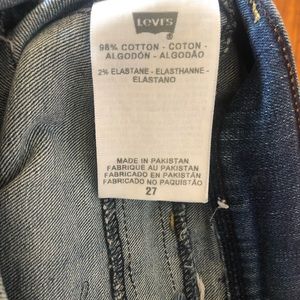 Levi's
®
98% COTTON - COTON -
ALGODÓN - ALGODÃO
2% ELASTANE - ELASTHANNE -
ELASTANO
MADE IN PAKISTAN
FABRIQUE AU PAKISTAN
FABRICADO EN PAKISTÁN
FABRICADO NO PAQUISTÃO
27